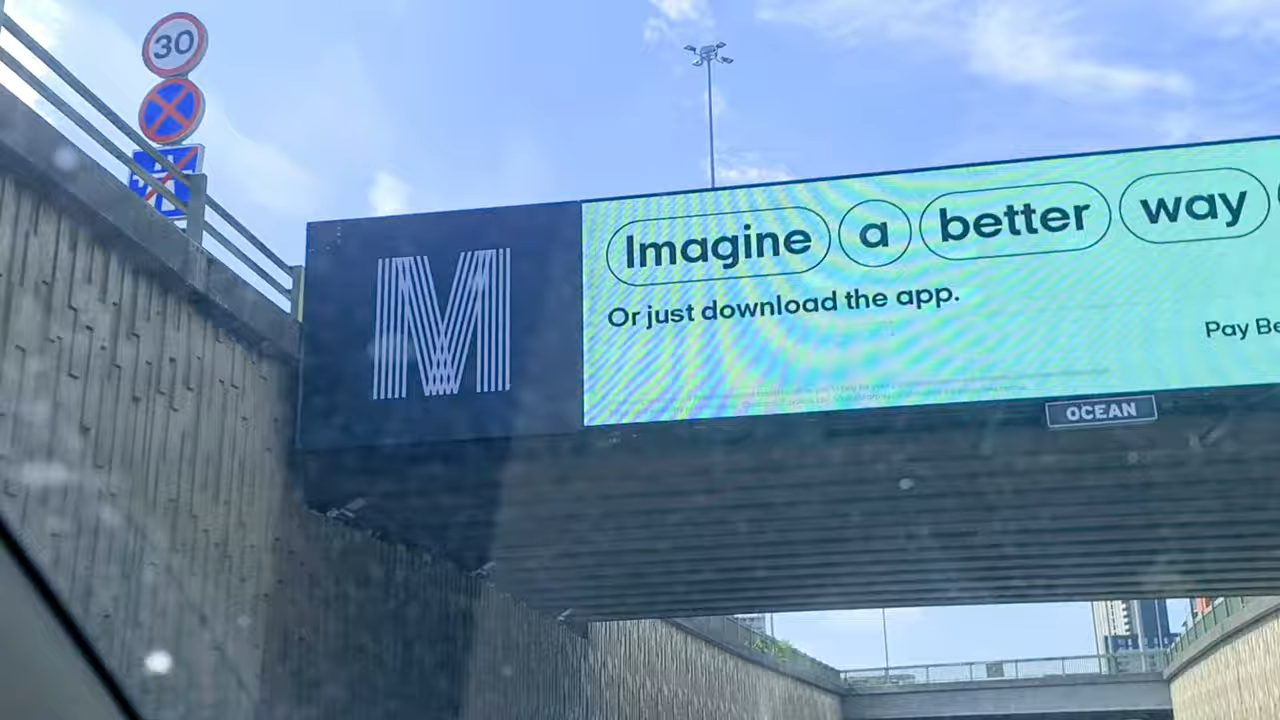 30
M
Imagine a better way
Or just download the app.
Pay Be
OCEAN